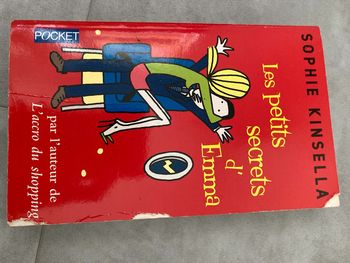 SOPHIE KINSELLA
Les petits
secrets
d'
Emma
POCKET
par l'auteur de
L'accro du shopping